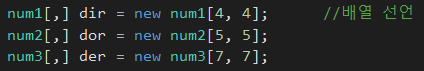 num1[,] dir = new num1[4, 4];      //배열 선언
num2[,] dor = new num2[5, 5];
num3[,] der = new num3[7, 7];